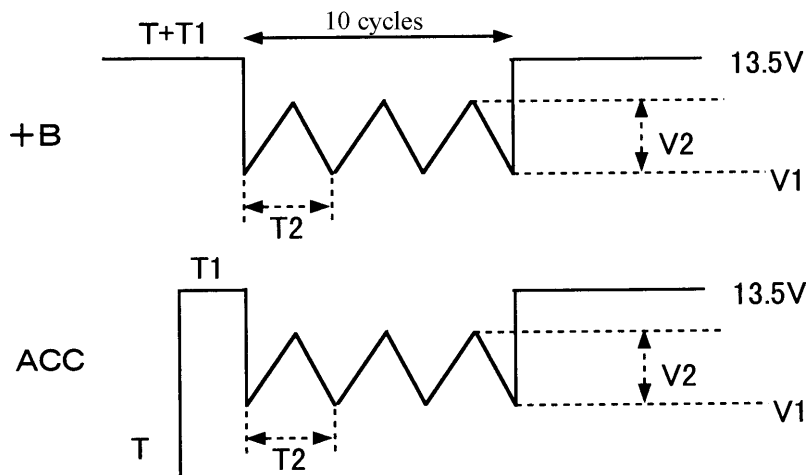 10 cycles
T+T1
13.5V
+B
V2
V1
T2
T1
13.5V
ACC
V2
V1
T
T2